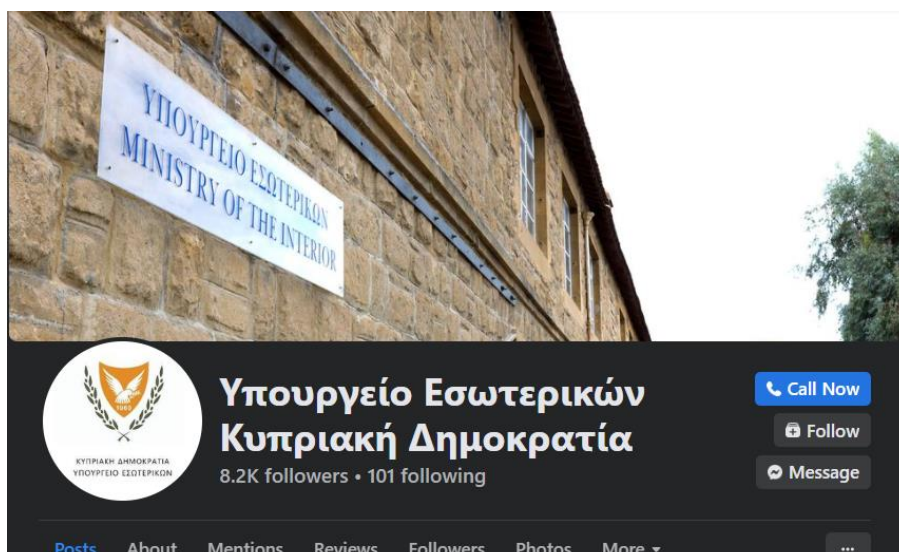 ΥΠΟΥΡΓΕΙΟ ΕΣΩΤΕΡΙΚΩΝ
MINISTRY OF THE INTERIOR
1960
ΚΥΠΡΙΑΚΗ ΔΗΜΟΚΡΑΤΙΑ
ΥΠΟΥΡΓΕΙΟ ΕΣΩΤΕΡΙΚΩΝ
Υπουργείο Εσωτερικών
Κυπριακή Δημοκρατία
8.2K followers • 101 following
Call Now
Follow
Message
Posts About Mentions Reviews Followers Photos More